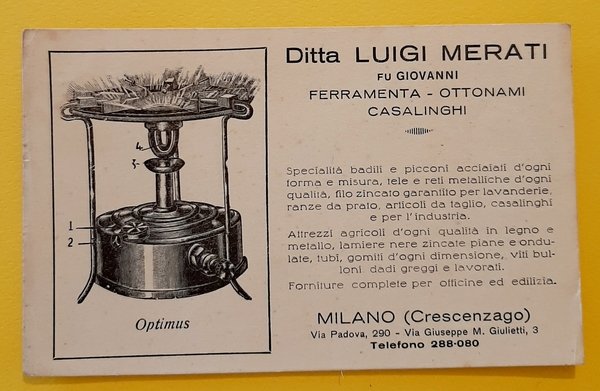 Ditta LUIGI MERATI
FU GIOVANNI
FERRAMENTA - OTTONAMI
CASALINGHI
Specialità badili e picconi acciaiati d'ogni
forma e misura, tele e reti metalliche d'ogni
qualità, filo zincato garantito per lavanderie,
ranze da prato, articoli da taglio, casalinghi
e per l'industria.
Attrezzi agricoli d'ogni qualità in legno e
metallo, lamiere nere zincate piane e ondu-
late, tubi, gomiti d'ogni dimensione, viti bul-
loni. dadi greggi e lavorati.
Forniture complete per officine ed edilizia.
MILANO (Crescenzago)
Via Padova, 290 - Via Giuseppe M. Giulietti, 3
Telefono 288-080
4
3
1
2
Optimus